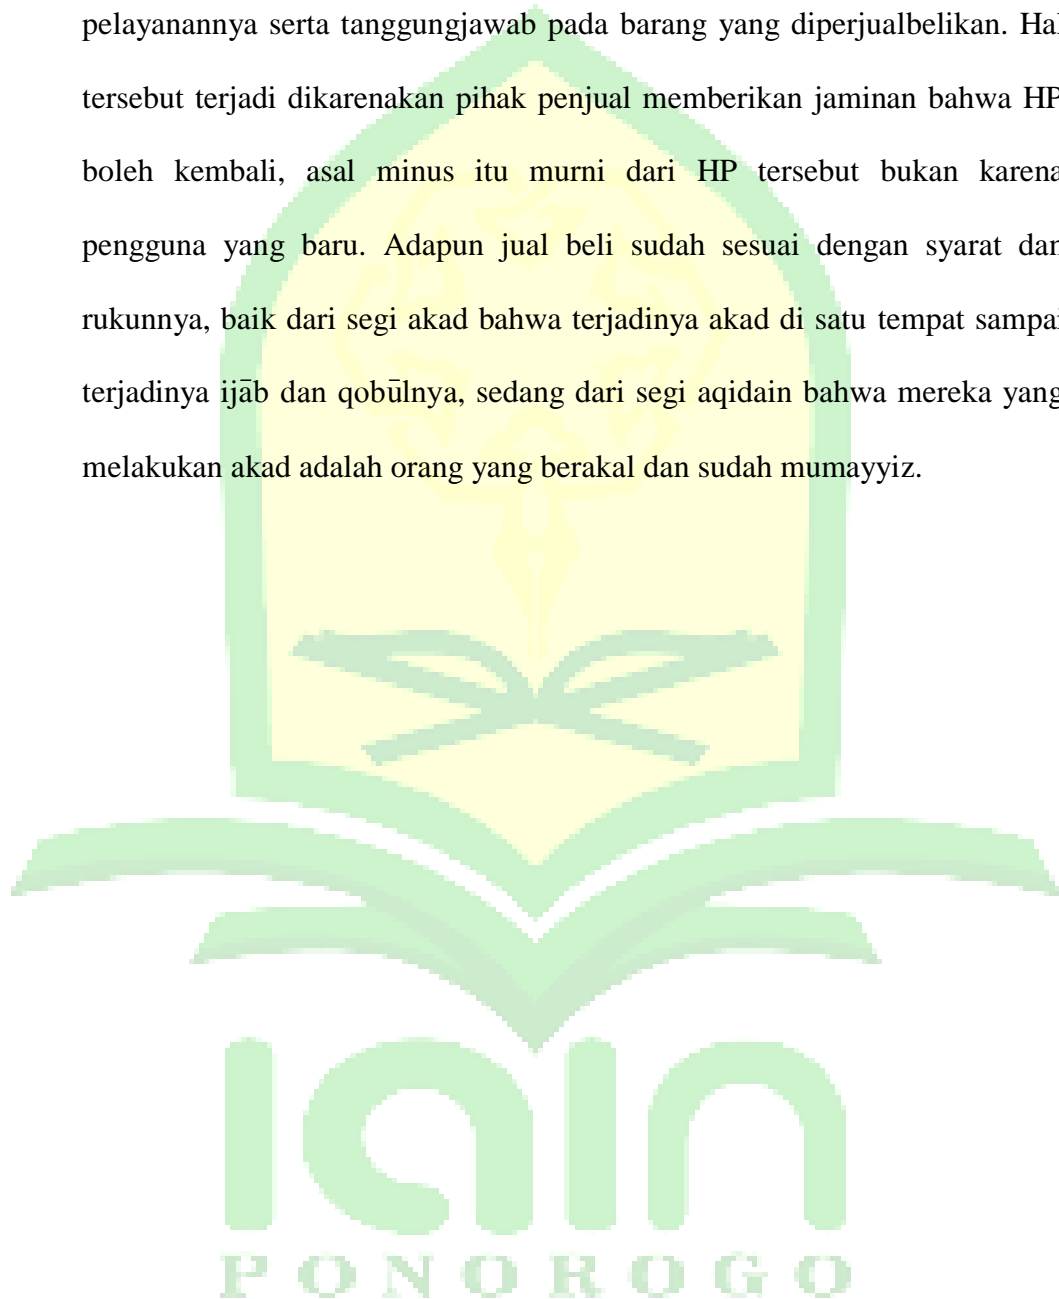 pelayanannya serta tanggungjawab pada barang yang diperjualbelikan. Hal
tersebut terjadi dikarenakan pihak penjual memberikan jaminan bahwa HP
boleh kembali, asal minus itu murni dari HP tersebut bukan karena
pengguna yang baru. Adapun jual beli sudah sesuai dengan syarat dan
rukunnya, baik dari segi akad bahwa terjadinya akad di satu tempat sampai
terjadinya ijāb dan qobūlnya, sedang dari segi aqidain bahwa mereka yang
melakukan akad adalah orang yang berakal dan sudah mumayyiz.
iain
PONOROGO